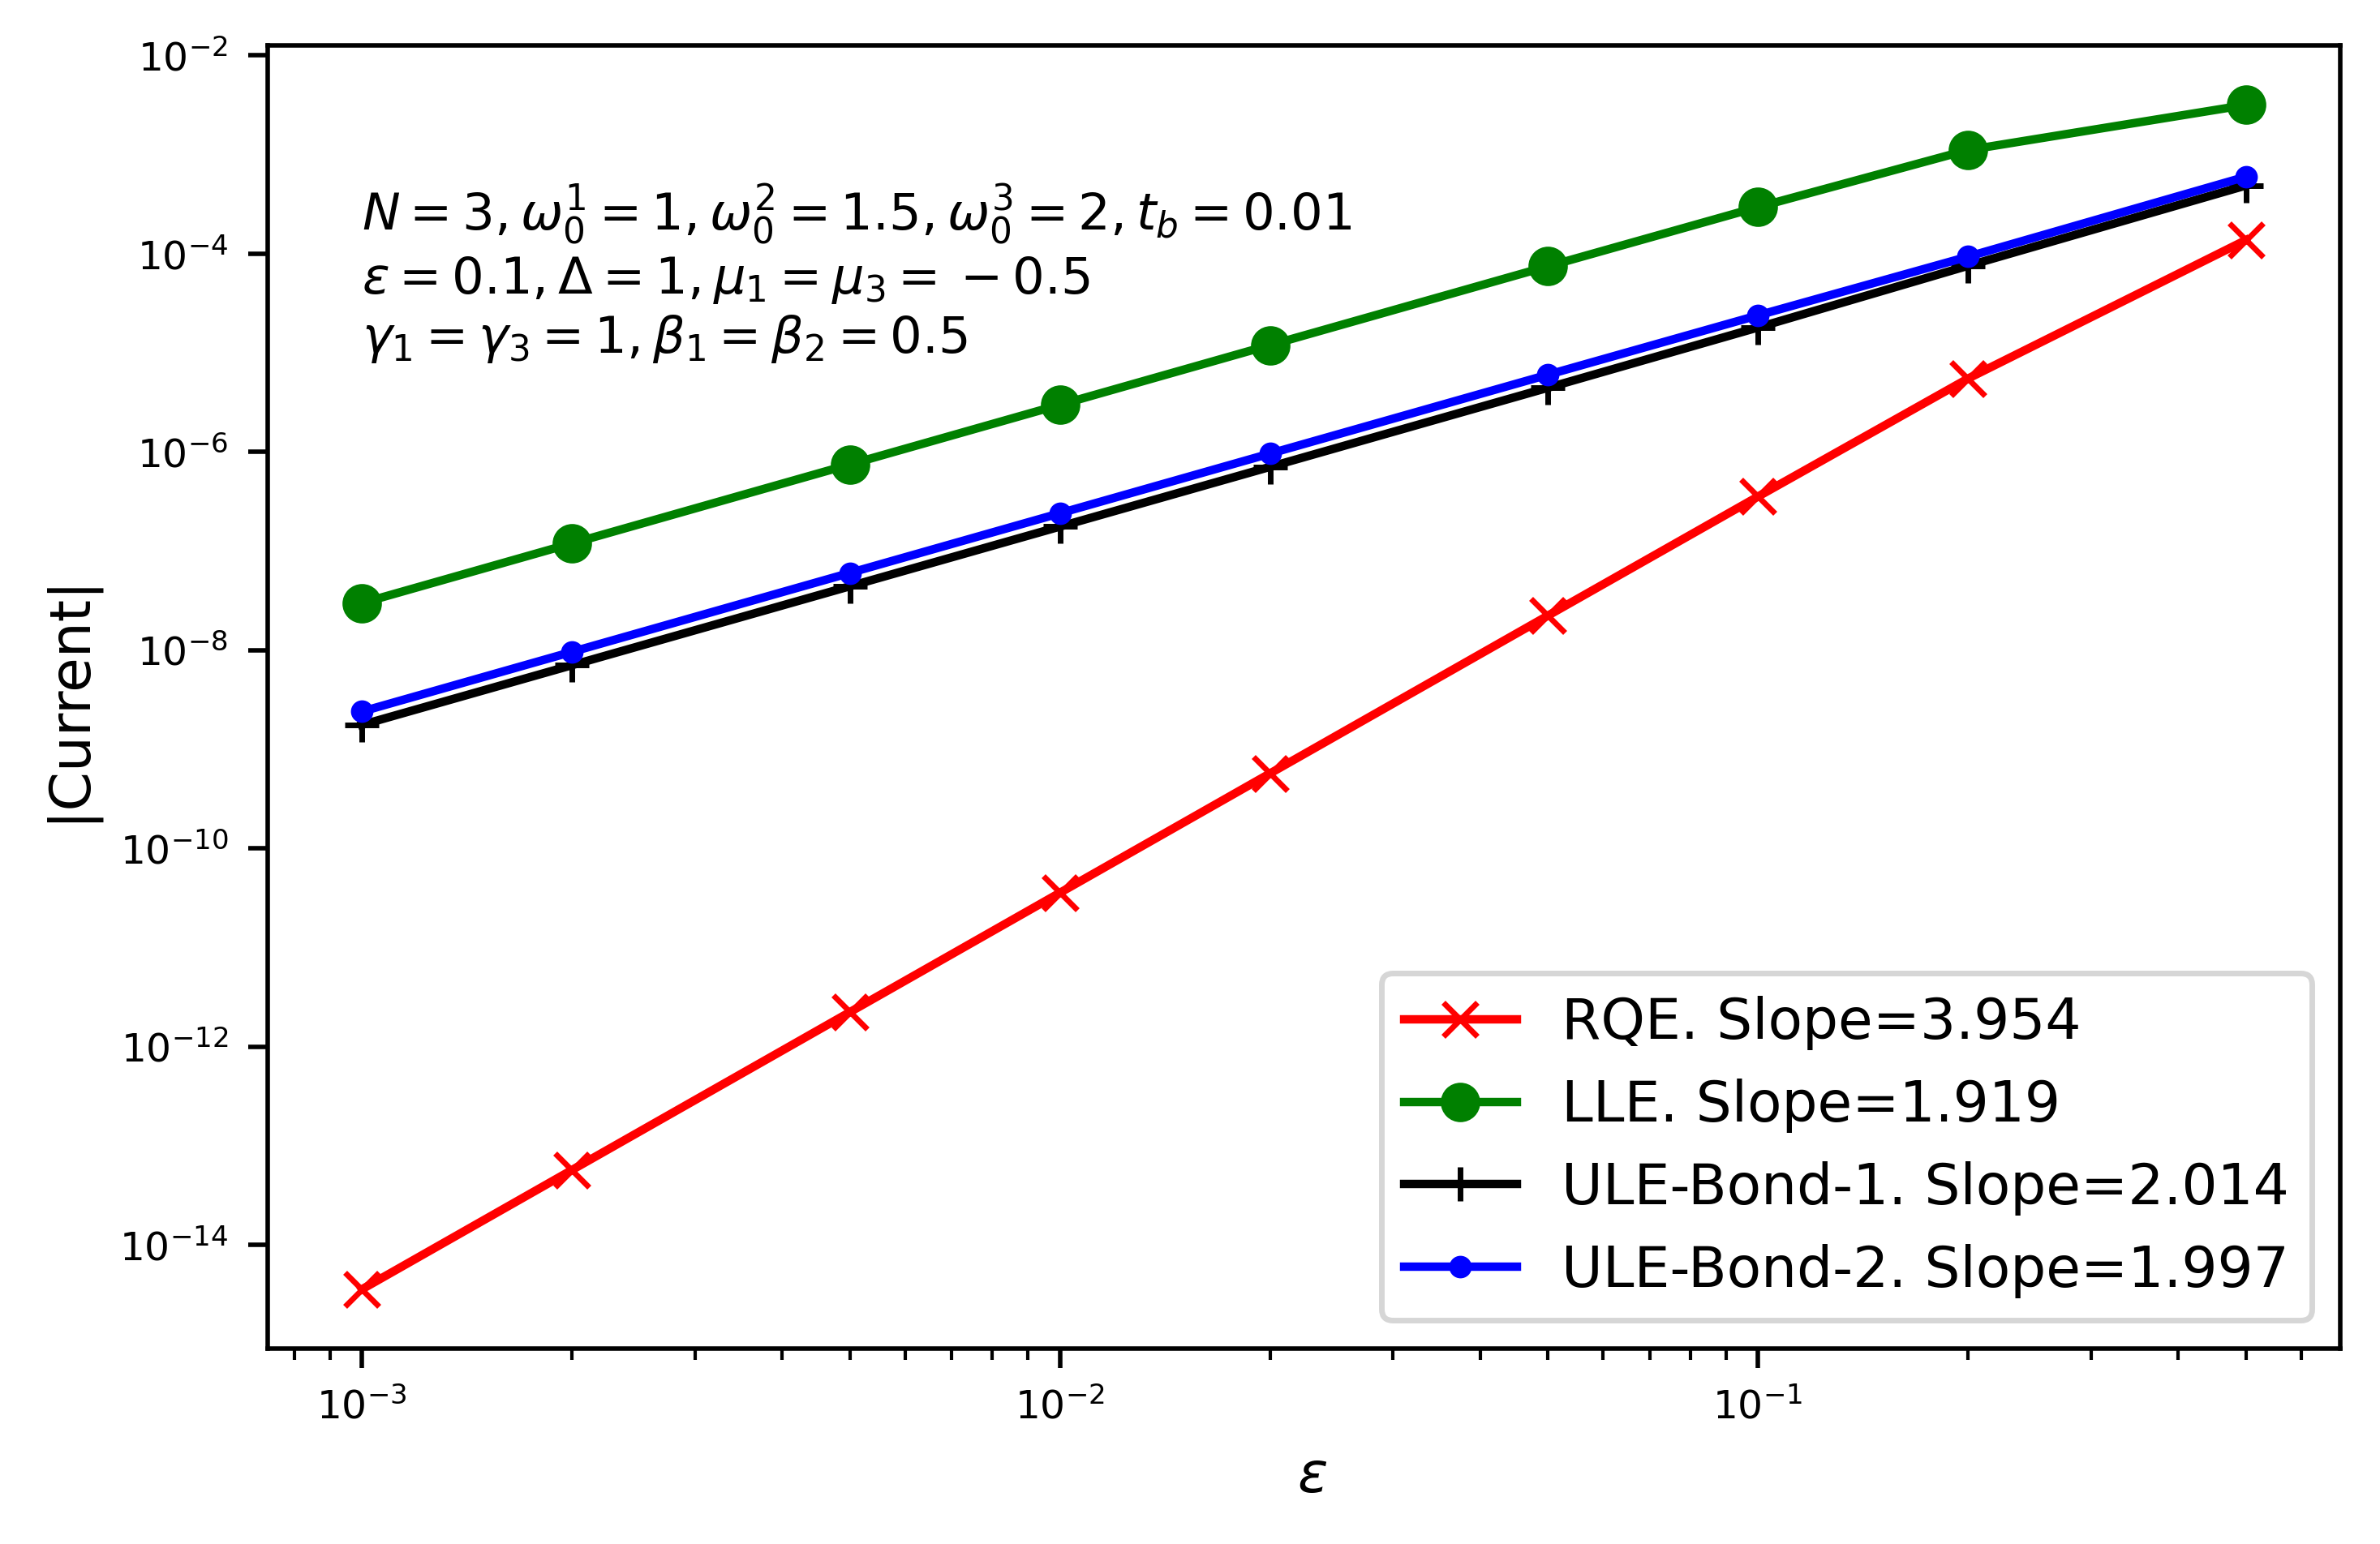 10⁻²
N = 3, ω₀¹ = 1, ω₀² = 1.5, ω₀³ = 2, t_b = 0.01
10⁻⁴
ε = 0.1, Δ = 1, μ₁ = μ₃ = −0.5
γ₁ = γ₃ = 1, β₁ = β₂ = 0.5
10⁻⁶
|Current|
10⁻⁸
10⁻¹⁰
10⁻¹²
10⁻¹⁴
RQE. Slope=3.954
LLE. Slope=1.919
ULE-Bond-1. Slope=2.014
ULE-Bond-2. Slope=1.997
10⁻³ 10⁻² 10⁻¹
ε